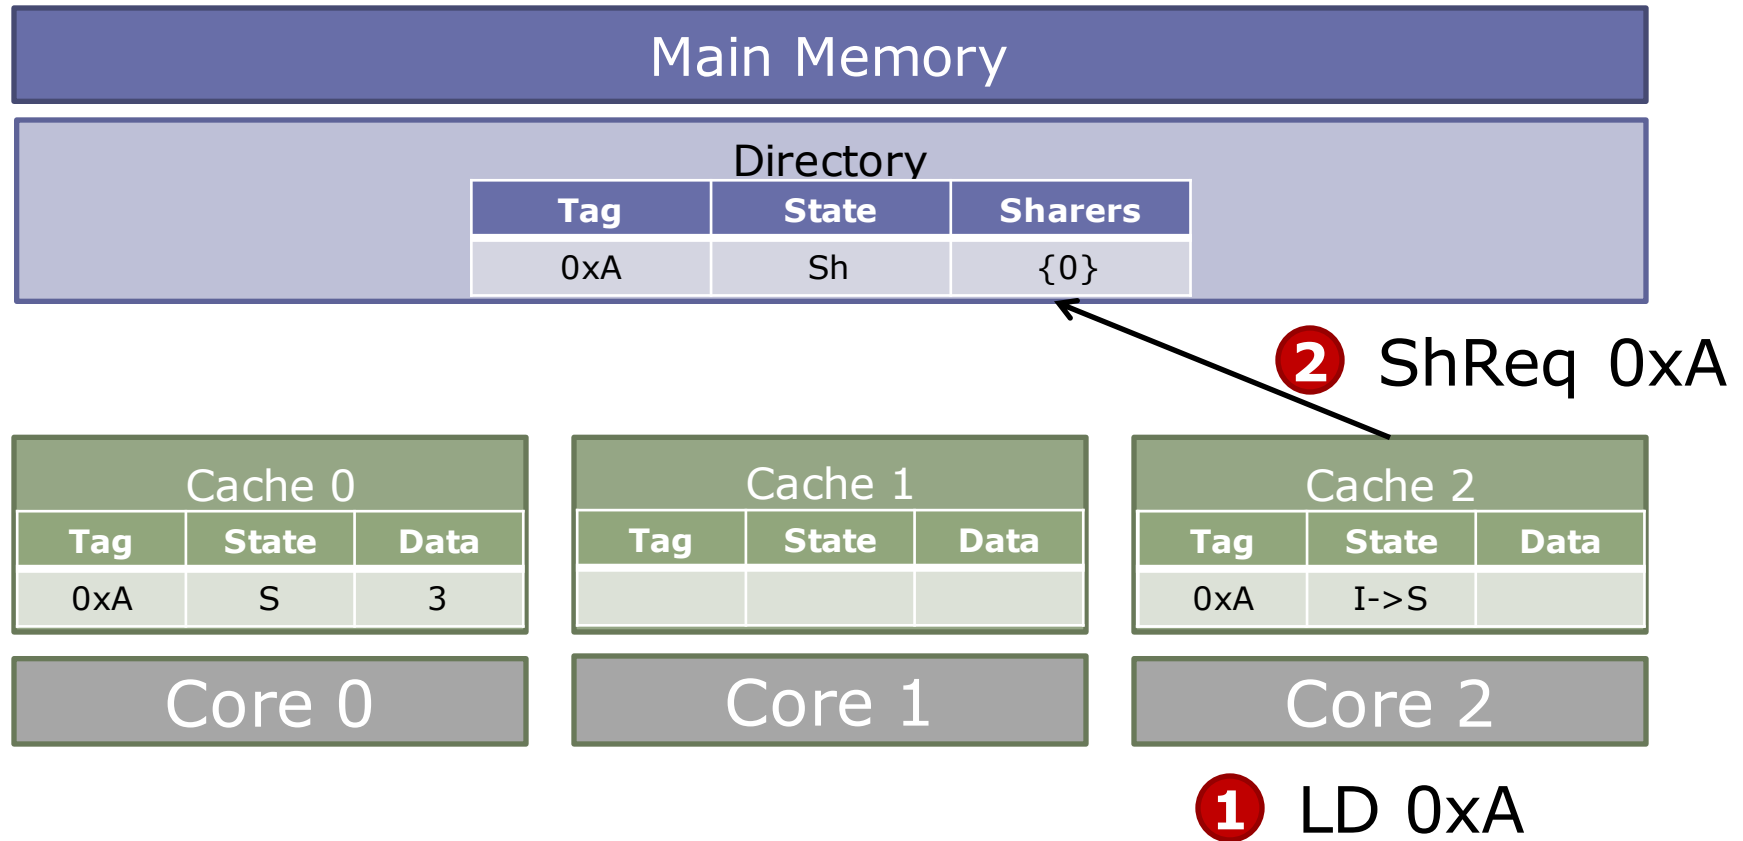 Main Memory
Directory
Tag State Sharers
0xA Sh {0}
2 ShReq 0xA
Cache 0
Tag State Data
0xA S 3
Cache 1
Tag State Data
Cache 2
Tag State Data
0xA I->S
Core 0
Core 1
Core 2
1 LD 0xA